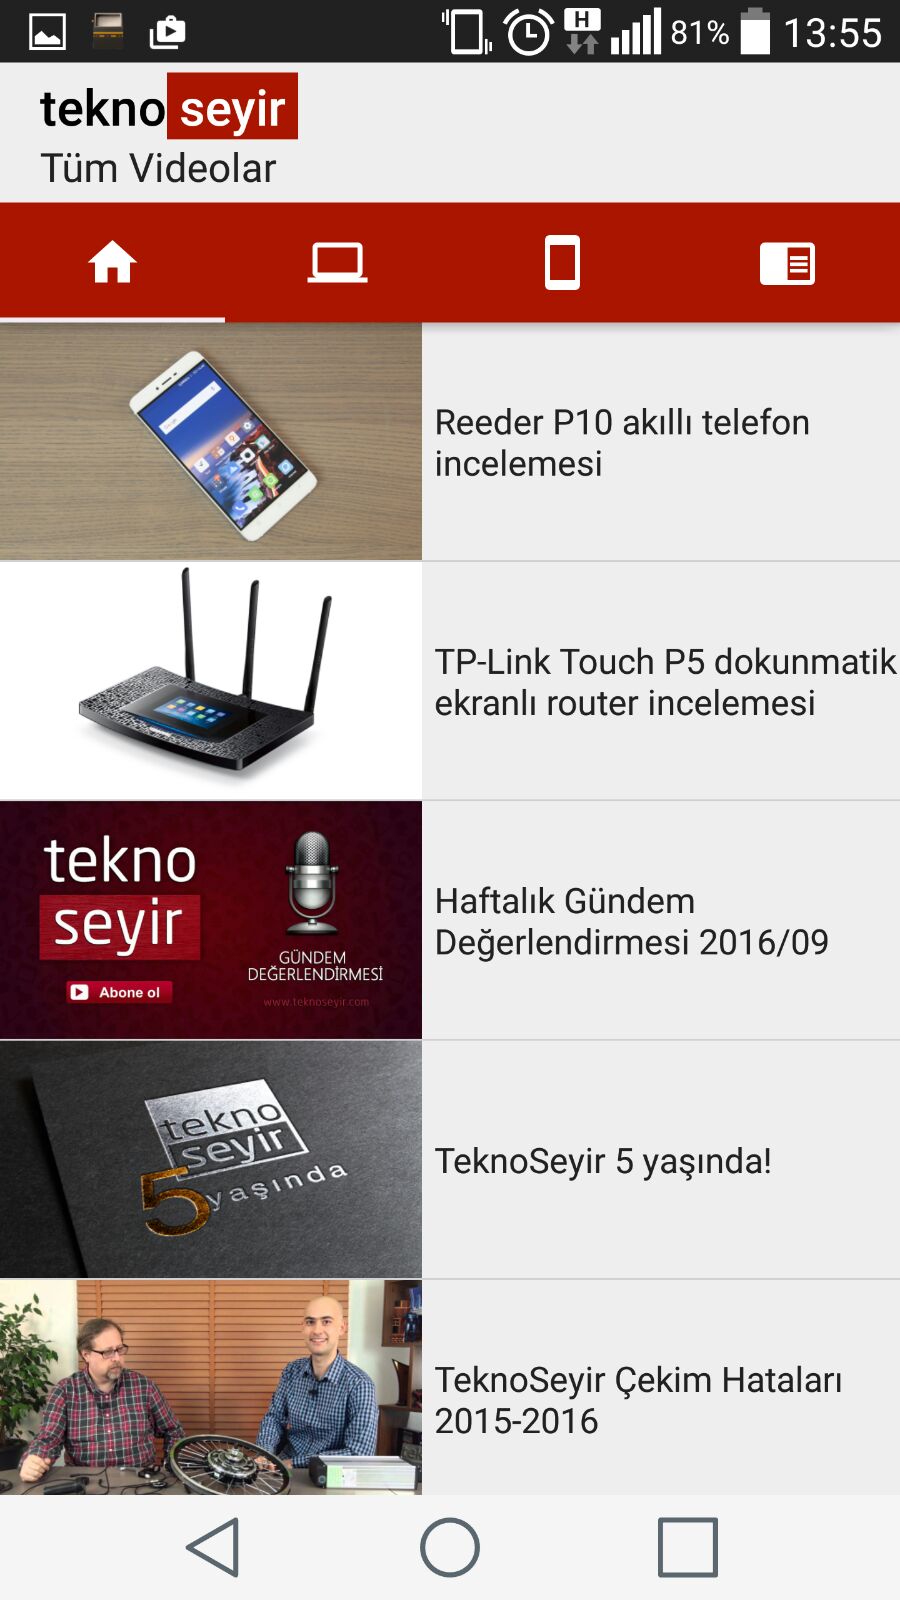 H 81% 13:55
tekno seyir
Tüm Videolar
Reeder P10 akıllı telefon
incelemesi
TP-Link Touch P5 dokunmatik
ekranlı router incelemesi
tekno
seyir
Abone ol
GÜNDEM
DEĞERLENDİRMESİ
www.teknoseyir.com
Haftalık Gündem
Değerlendirmesi 2016/09
tekno
seyir
5 yaşında
TeknoSeyir 5 yaşında!
TeknoSeyir Çekim Hataları
2015-2016